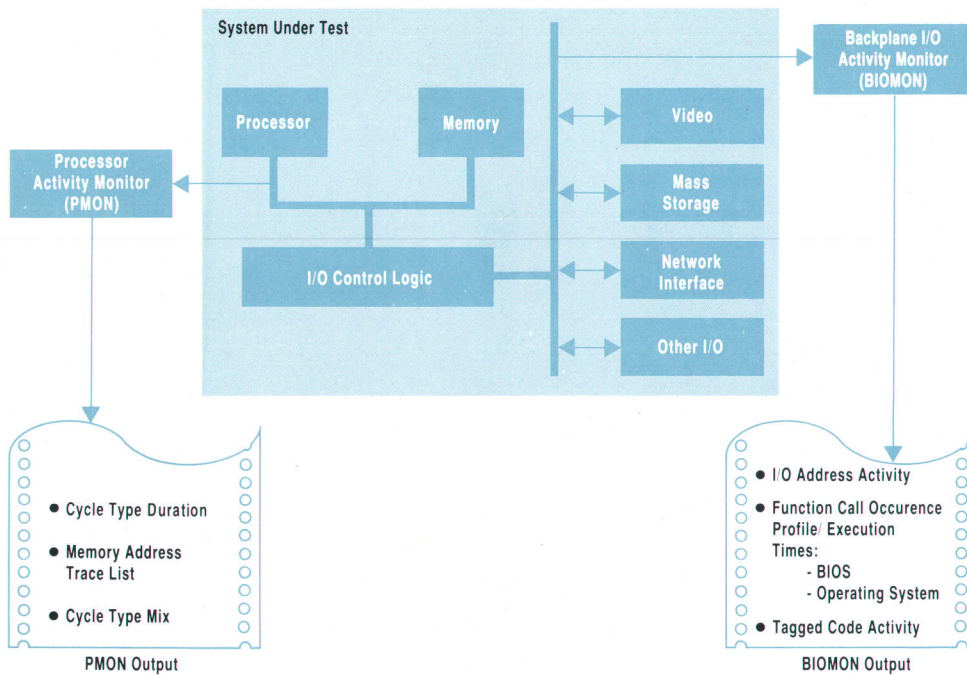 System Under Test
Backplane I/O
Activity Monitor
(BIOMON)
Processor
Memory
Video
Processor
Activity Monitor
(PMON)
Mass
Storage
I/O Control Logic
Network
Interface
Other I/O
● Cycle Type Duration
● Memory Address
Trace List
● Cycle Type Mix
PMON Output
● I/O Address Activity
● Function Call Occurence
Profile/ Execution
Times:
- BIOS
- Operating System
● Tagged Code Activity
BIOMON Output